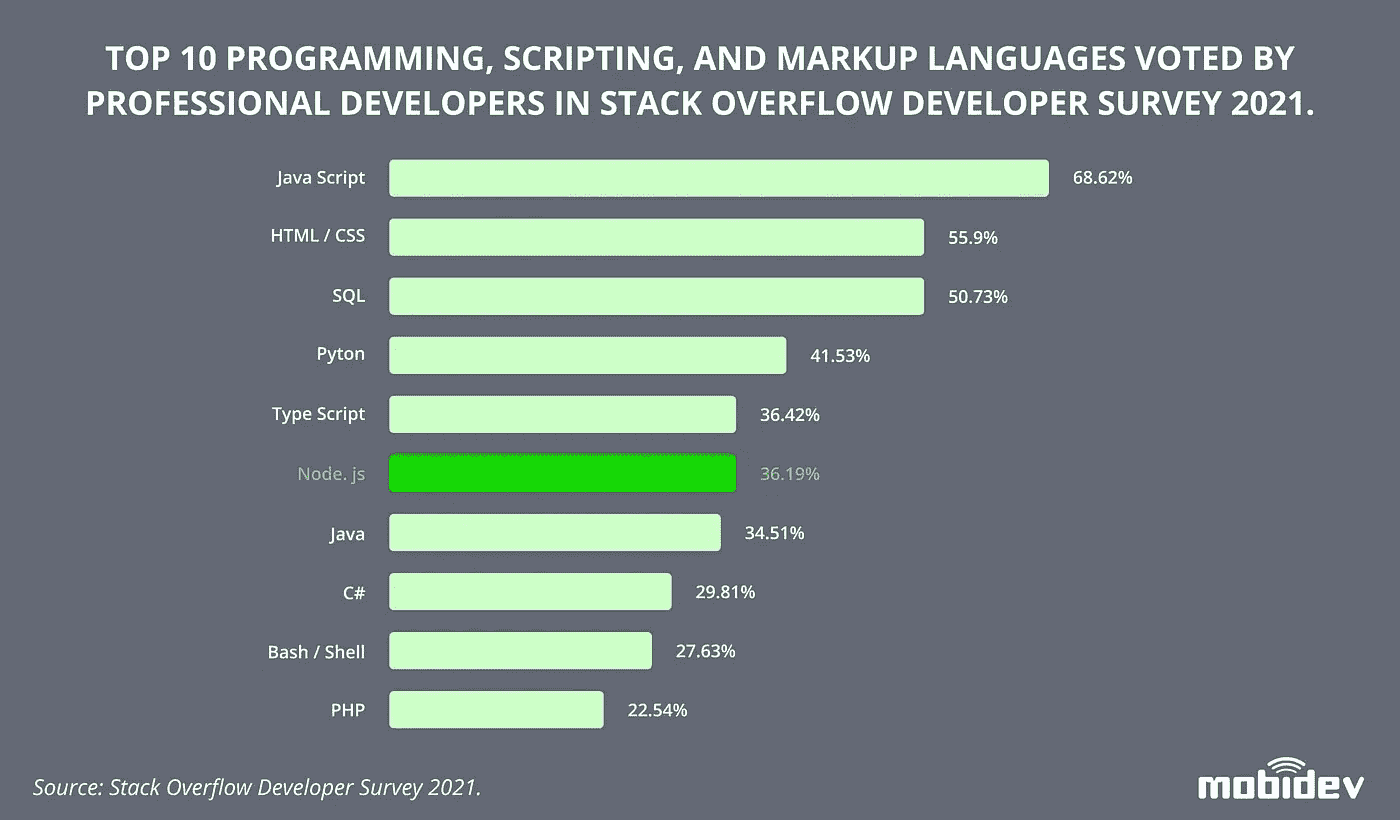 TOP 10 PROGRAMMING, SCRIPTING, AND MARKUP LANGUAGES VOTED BY
PROFESSIONAL DEVELOPERS IN STACK OVERFLOW DEVELOPER SURVEY 2021.
Java Script 68.62%
HTML / CSS 55.9%
SQL 50.73%
Pyton 41.53%
Type Script 36.42%
Node. js 36.19%
Java 34.51%
C# 29.81%
Bash / Shell 27.63%
PHP 22.54%
Source: Stack Overflow Developer Survey 2021.
mobidev